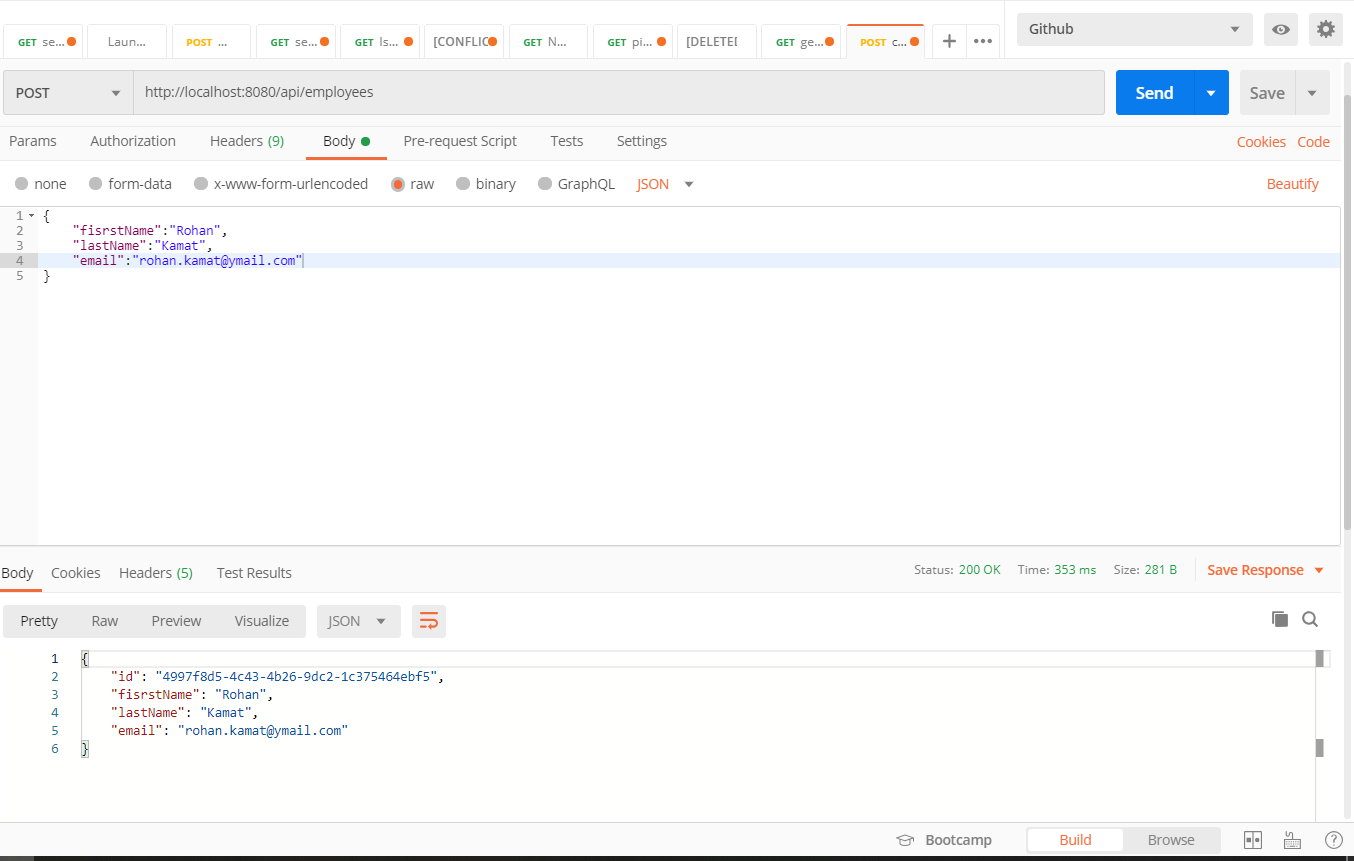 GET se... Laun... POST ... GET se... GET Is... [CONFLIC GET N... GET pi... [DELETE GET ge... POST c... Github
POST http://localhost:8080/api/employees Send Save
Params Authorization Headers (9) Body Pre-request Script Tests Settings Cookies Code
none form-data x-www-form-urlencoded raw binary GraphQL JSON Beautify
1 {
2 "fisrstName":"Rohan",
3 "lastName":"Kamat",
4 "email":"rohan.kamat@ymail.com"
5 }
Body Cookies Headers (5) Test Results Status: 200 OK Time: 353 ms Size: 281 B Save Response
Pretty Raw Preview Visualize JSON
1 {
2 "id": "4997f8d5-4c43-4b26-9dc2-1c375464ebf5",
3 "fisrstName": "Rohan",
4 "lastName": "Kamat",
5 "email": "rohan.kamat@ymail.com"
6 }
Bootcamp Build Browse